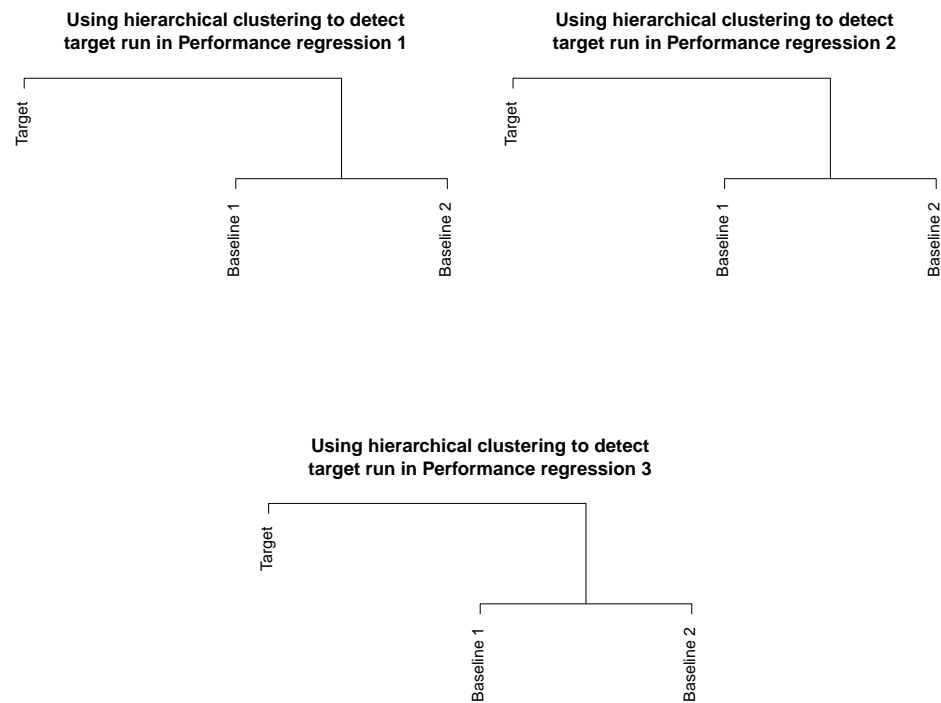 Using hierarchical clustering to detect
target run in Performance regression 1
Target
Baseline 1
Baseline 2
Using hierarchical clustering to detect
target run in Performance regression 2
Target
Baseline 1
Baseline 2
Using hierarchical clustering to detect
target run in Performance regression 3
Target
Baseline 1
Baseline 2